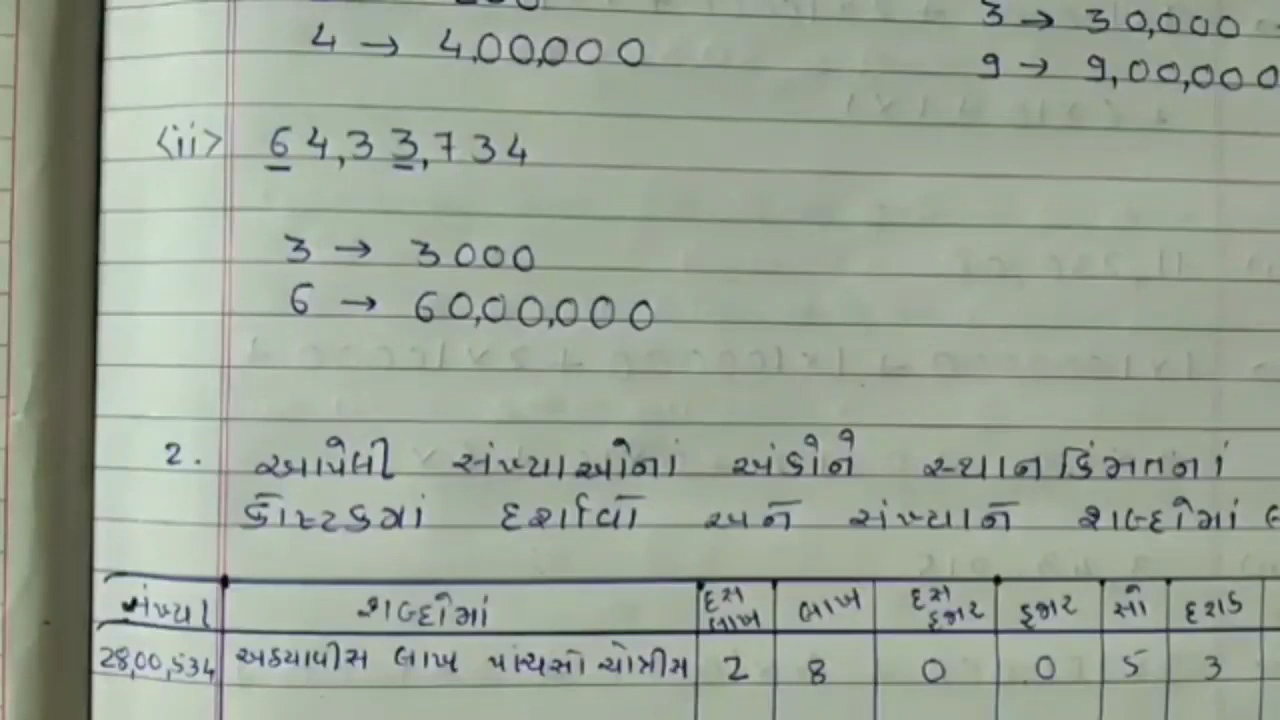 4 → 4,00,000
3 → 30,000
9 → 9,00,000
<ii> 64,33,734
3 → 3000
6 → 60,00,000
2. આપેલી સંખ્યાઓનાં અંકોને સ્થાન કિંમતનાં
કોષ્ટકમાં દર્શાવો અને સંખ્યાને શબ્દોમાં
સંખ્યા શબ્દોમાં દસ લાખ લાખ દસ હજાર હજાર સો દશક
28,00,534 અઠ્યાવીસ લાખ પાંચસો ચોત્રીસ 2 8 0 0 5 3